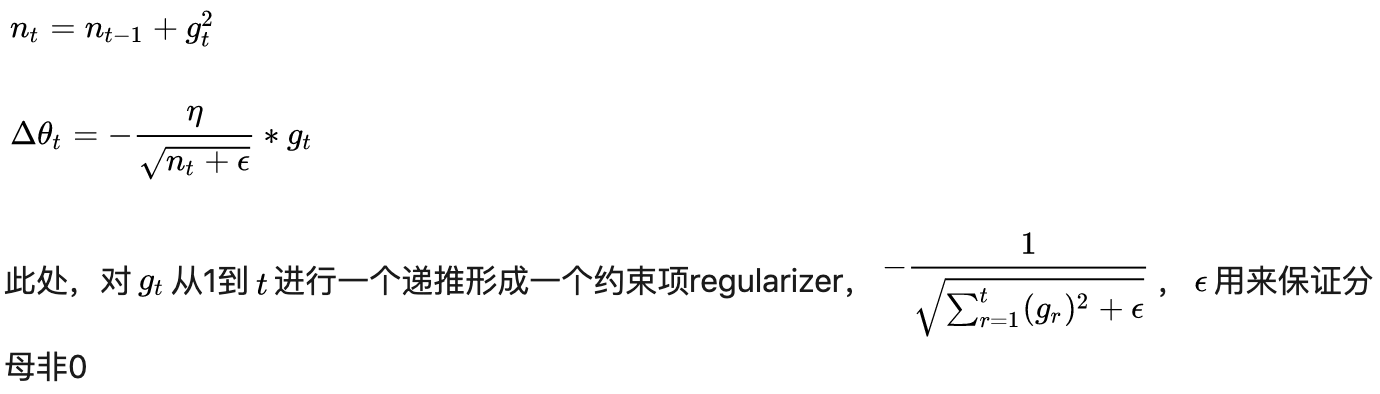 $n_t = n_{t-1} + g_t^2$
$\Delta\theta_t = -\frac{\eta}{\sqrt{n_t + \epsilon}} * g_t$
此处，对 $g_t$ 从1到 $t$ 进行一个递推形成一个约束项regularizer， $-\frac{1}{\sqrt{\sum_{r=1}^{t}(g_r)^2 + \epsilon}}$ ， $\epsilon$ 用来保证分
母非0